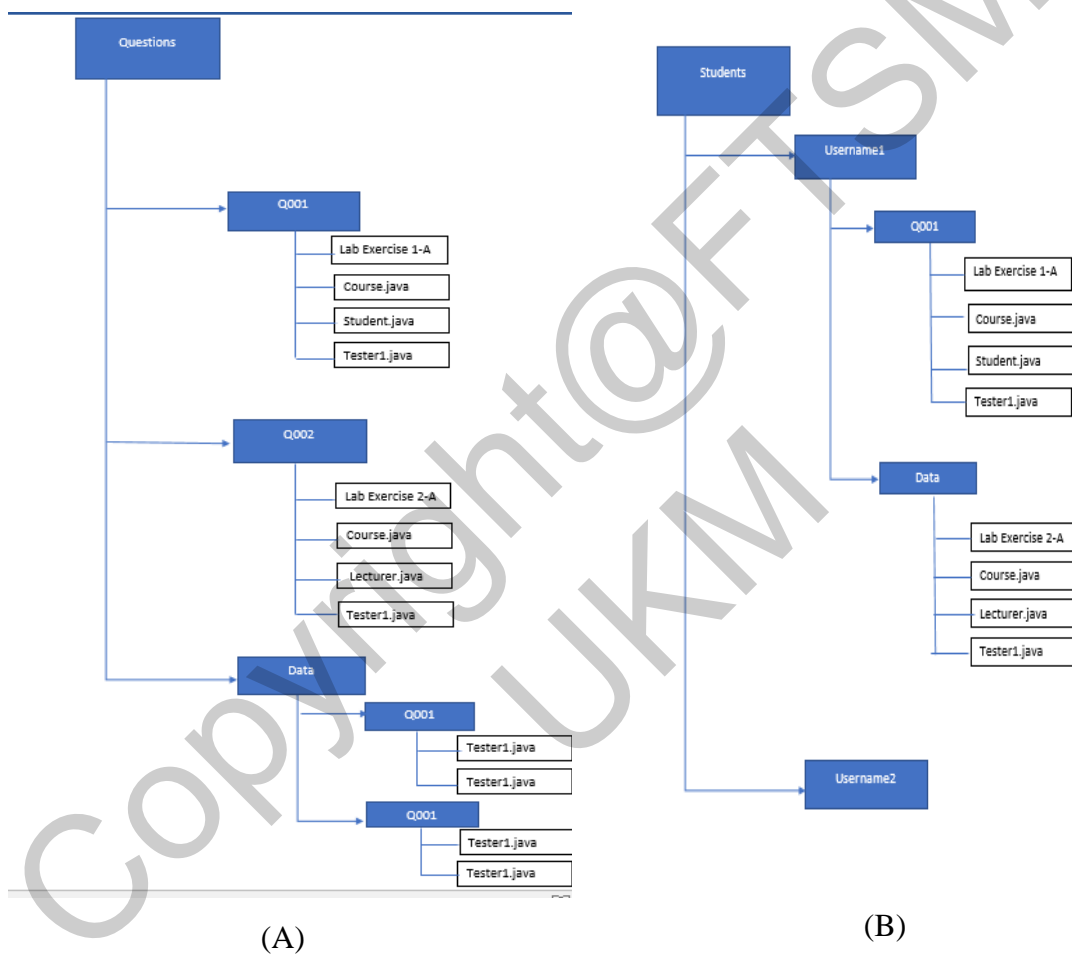 Questions
Q001
Lab Exercise 1-A
Course.java
Student.java
Tester1.java
Q002
Lab Exercise 2-A
Course.java
Lecturer.java
Tester1.java
Data
Q001
Tester1.java
Tester1.java
Q001
Tester1.java
Tester1.java
(A)
Students
Username1
Q001
Lab Exercise 1-A
Course.java
Student.java
Tester1.java
Data
Lab Exercise 2-A
Course.java
Lecturer.java
Tester1.java
Username2
(B)
Copyright@FTSM
UKM